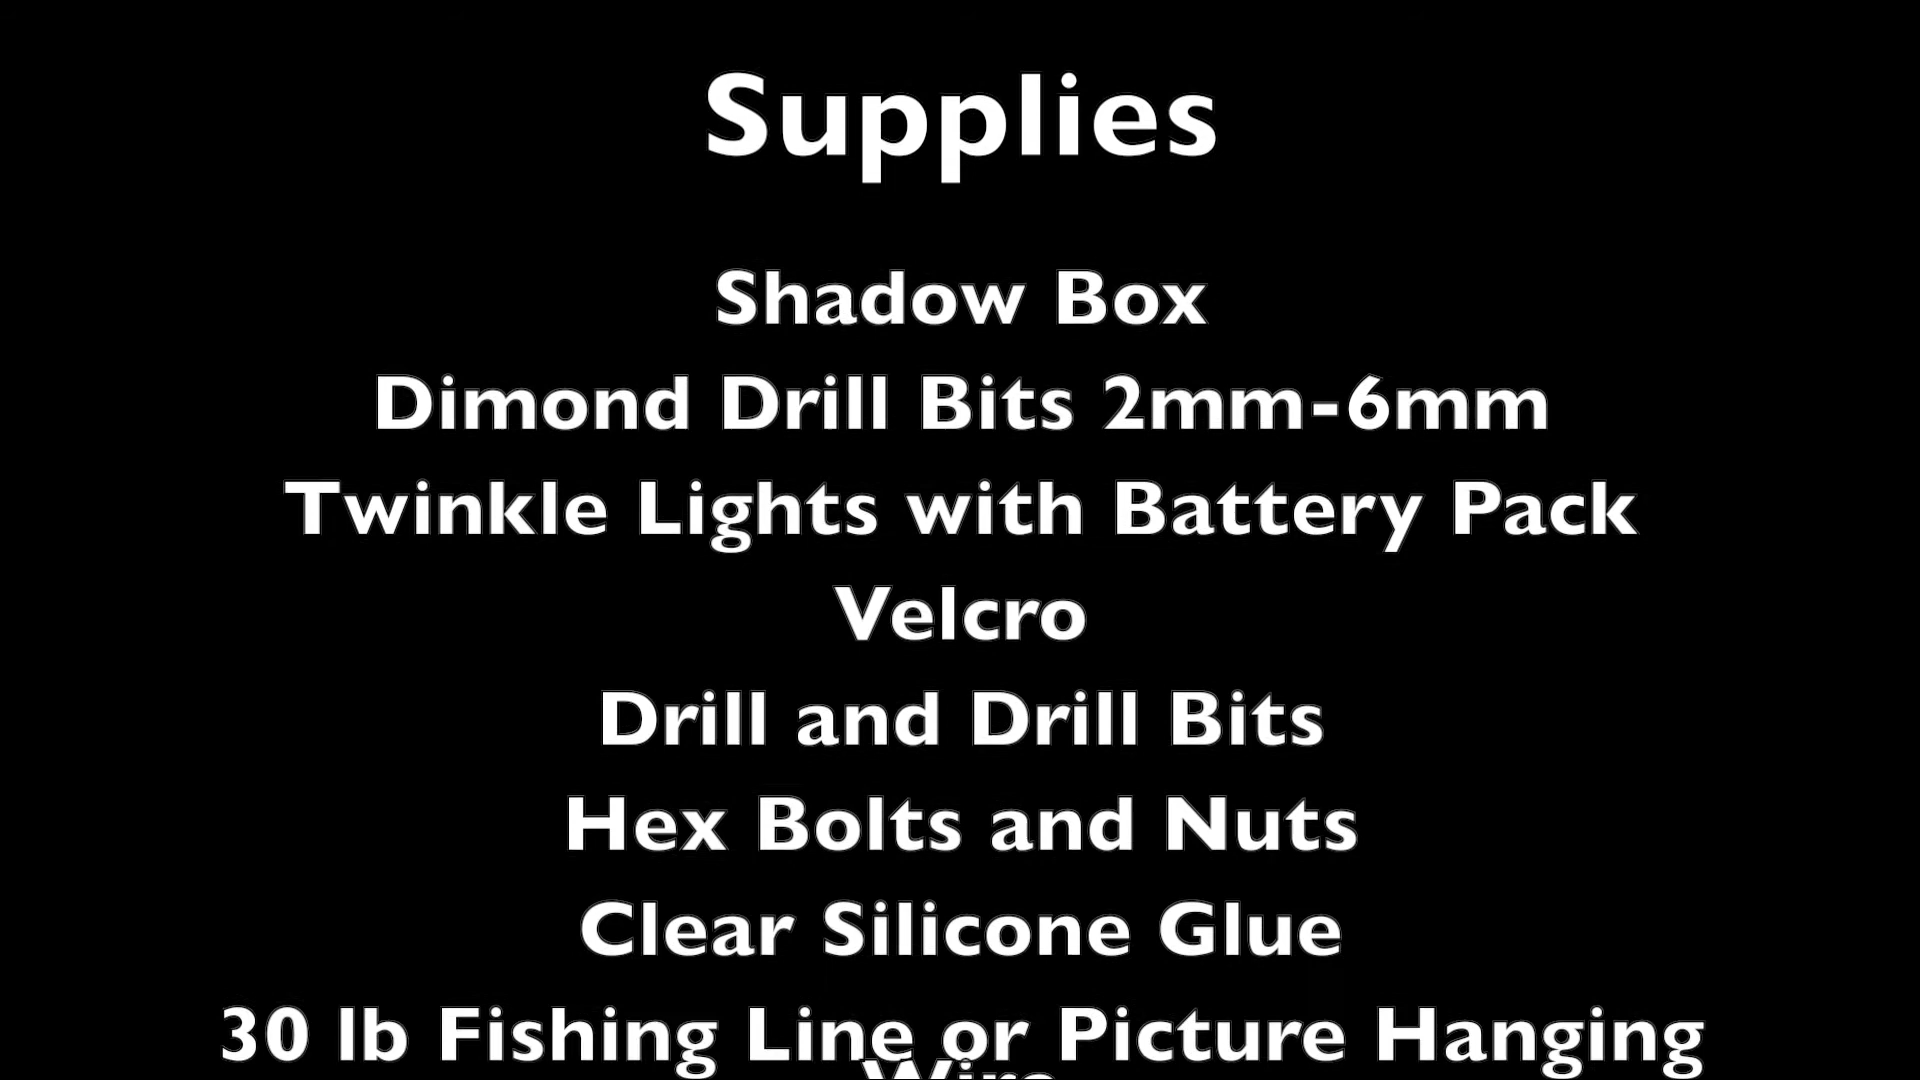 Supplies
Shadow Box
Dimond Drill Bits 2mm-6mm
Twinkle Lights with Battery Pack
Velcro
Drill and Drill Bits
Hex Bolts and Nuts
Clear Silicone Glue
30 lb Fishing Line or Picture Hanging
Wire